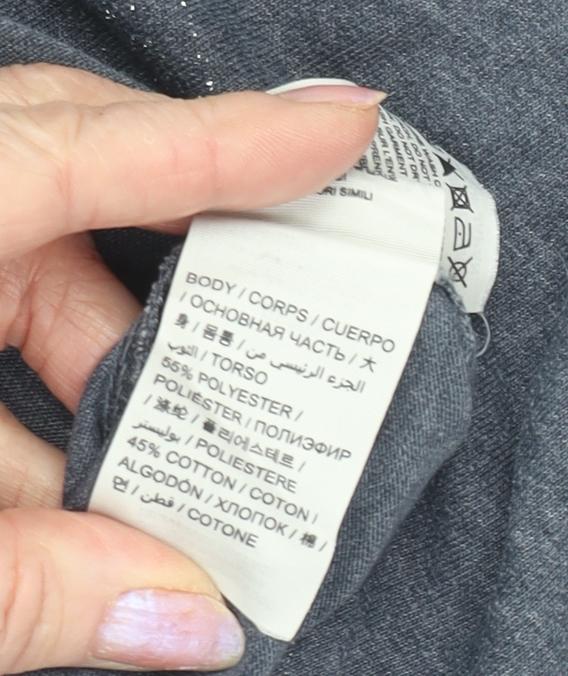 ORI SIMILI
BODY / CORPS / CUERPO
/ ОСНОВНАЯ ЧАСТЬ / 大
身 / 몸통 / الجزء الرئيسي من
الثوب / TORSO
55% POLYESTER /
POLIÉSTER / ПОЛИЭФИР
/ 涤纶 / 폴리에스테르 /
بوليستر / POLIESTERE
45% COTTON / COTON /
ALGODÓN / ХЛОПОК / 棉 /
면 / قطن / COTONE